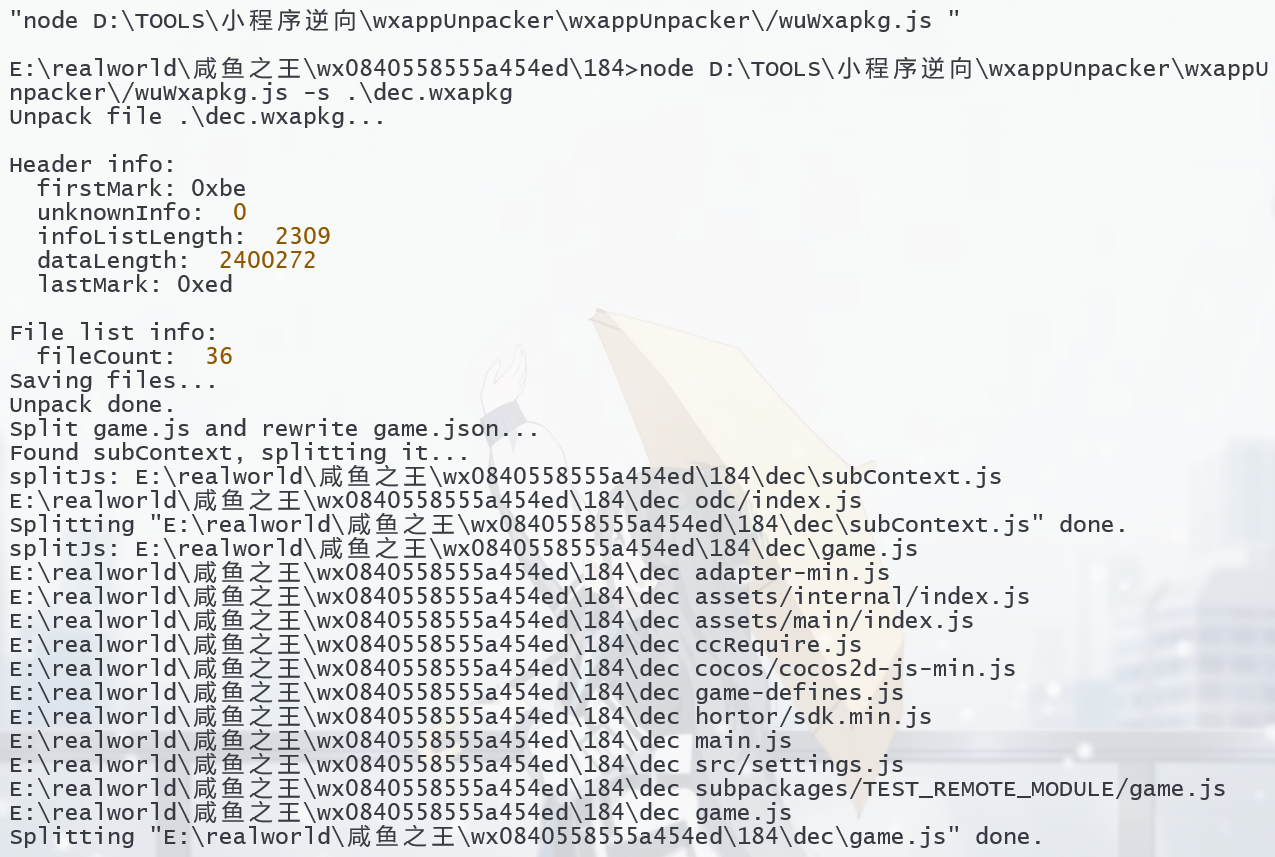 "node D:\TOOLS\小程序逆向\wxappUnpacker\wxappUnpacker\/wuWxapkg.js "
E:\realworld\咸鱼之王\wx0840558555a454ed\184>node D:\TOOLS\小程序逆向\wxappUnpacker\wxappU
npacker\/wuWxapkg.js -s .\dec.wxapkg
Unpack file .\dec.wxapkg...
Header info:
  firstMark: 0xbe
  unknownInfo:  0
  infoListLength:  2309
  dataLength:  2400272
  lastMark: 0xed
File list info:
  fileCount:  36
Saving files...
Unpack done.
Split game.js and rewrite game.json...
Found subContext, splitting it...
splitJs: E:\realworld\咸鱼之王\wx0840558555a454ed\184\dec\subContext.js
E:\realworld\咸鱼之王\wx0840558555a454ed\184\dec odc/index.js
Splitting "E:\realworld\咸鱼之王\wx0840558555a454ed\184\dec\subContext.js" done.
splitJs: E:\realworld\咸鱼之王\wx0840558555a454ed\184\dec\game.js
E:\realworld\咸鱼之王\wx0840558555a454ed\184\dec adapter-min.js
E:\realworld\咸鱼之王\wx0840558555a454ed\184\dec assets/internal/index.js
E:\realworld\咸鱼之王\wx0840558555a454ed\184\dec assets/main/index.js
E:\realworld\咸鱼之王\wx0840558555a454ed\184\dec ccRequire.js
E:\realworld\咸鱼之王\wx0840558555a454ed\184\dec cocos/cocos2d-js-min.js
E:\realworld\咸鱼之王\wx0840558555a454ed\184\dec game-defines.js
E:\realworld\咸鱼之王\wx0840558555a454ed\184\dec hortor/sdk.min.js
E:\realworld\咸鱼之王\wx0840558555a454ed\184\dec main.js
E:\realworld\咸鱼之王\wx0840558555a454ed\184\dec src/settings.js
E:\realworld\咸鱼之王\wx0840558555a454ed\184\dec subpackages/TEST_REMOTE_MODULE/game.js
E:\realworld\咸鱼之王\wx0840558555a454ed\184\dec game.js
Splitting "E:\realworld\咸鱼之王\wx0840558555a454ed\184\dec\game.js" done.